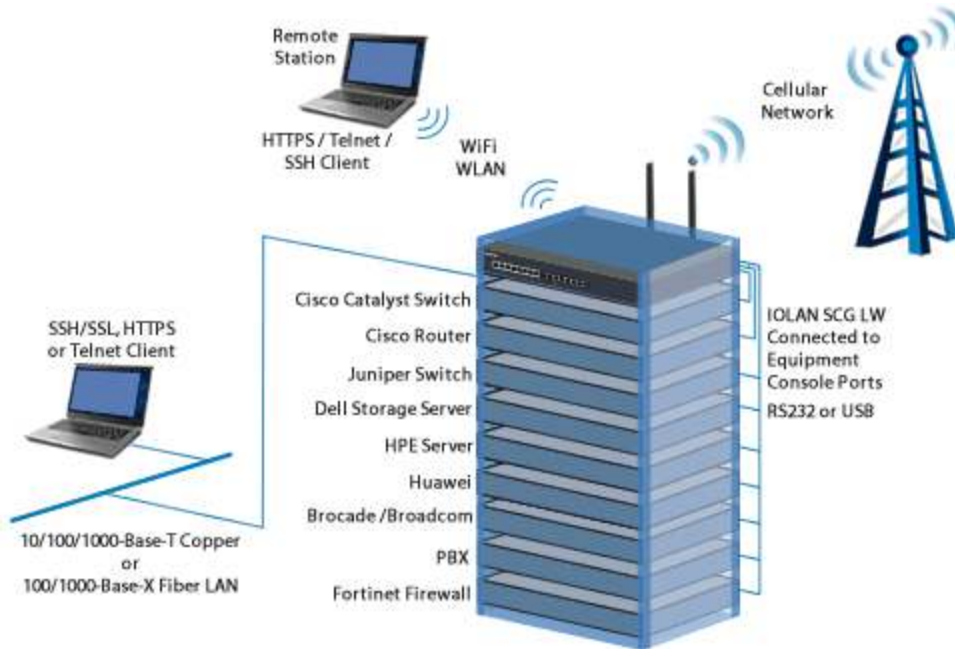 Remote
Station
HTTPS / Telnet /
SSH Client
WiFi
WLAN
Cellular
Network
SSH/SSL, HTTPS
or Telnet Client
10/100/1000-Base-T Copper
or
100/1000-Base-X Fiber LAN
Cisco Catalyst Switch
Cisco Router
Juniper Switch
Dell Storage Server
HPE Server
Huawei
Brocade /Broadcom
PBX
Fortinet Firewall
IOLAN SCG LW
Connected to
Equipment
Console Ports
RS232 or USB